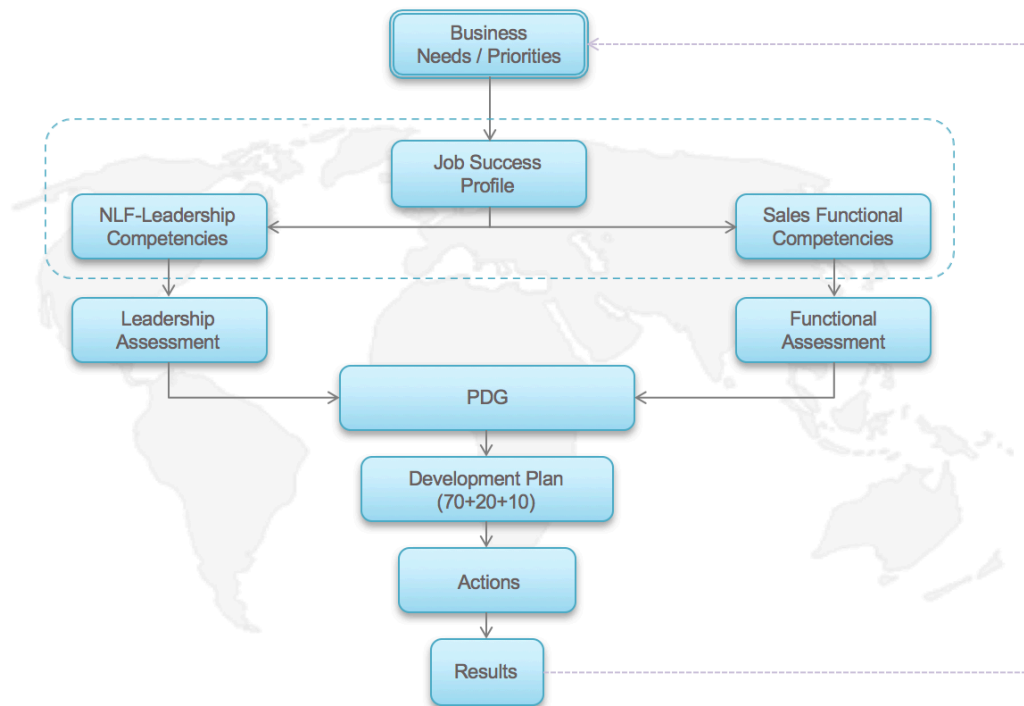 Business
Needs / Priorities
Job Success
Profile
NLF-Leadership
Competencies
Sales Functional
Competencies
Leadership
Assessment
Functional
Assessment
PDG
Development Plan
(70+20+10)
Actions
Results